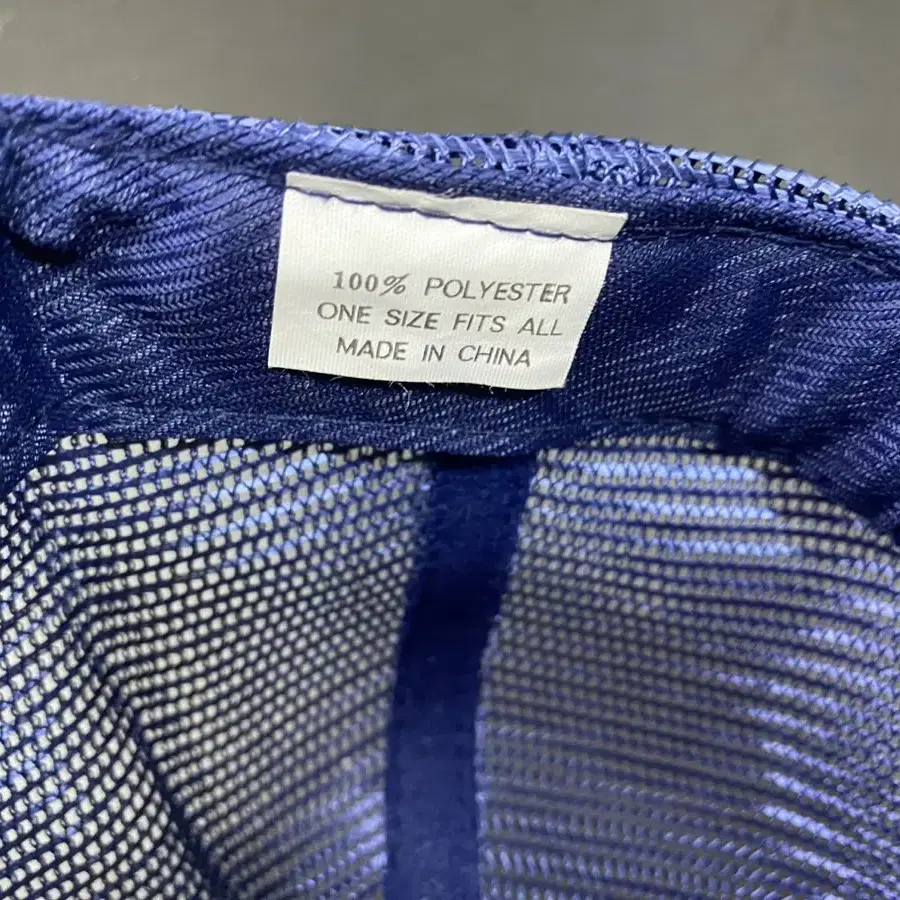 100% POLYESTER
ONE SIZE FITS ALL
MADE IN CHINA